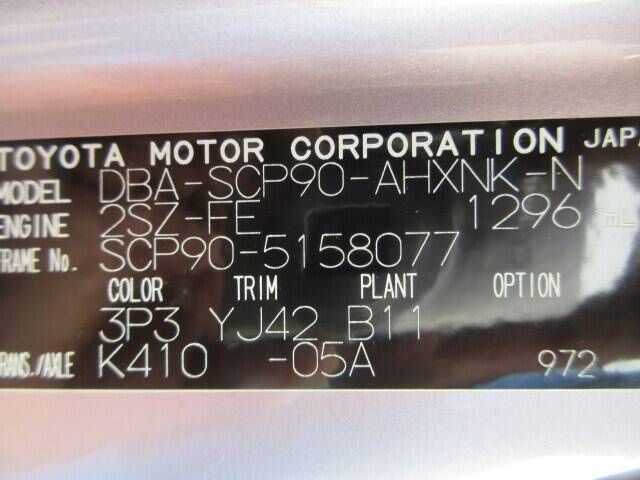 TOYOTA MOTOR CORPORATION JAPA
MODEL DBA-SCP90-AHXNK-N
ENGINE 2SZ-FE 1296 mL
FRAME No. SCP90-5158077
COLOR TRIM PLANT OPTION
3P3 YJ42 B11
TRANS./AXLE K410 -05A 972